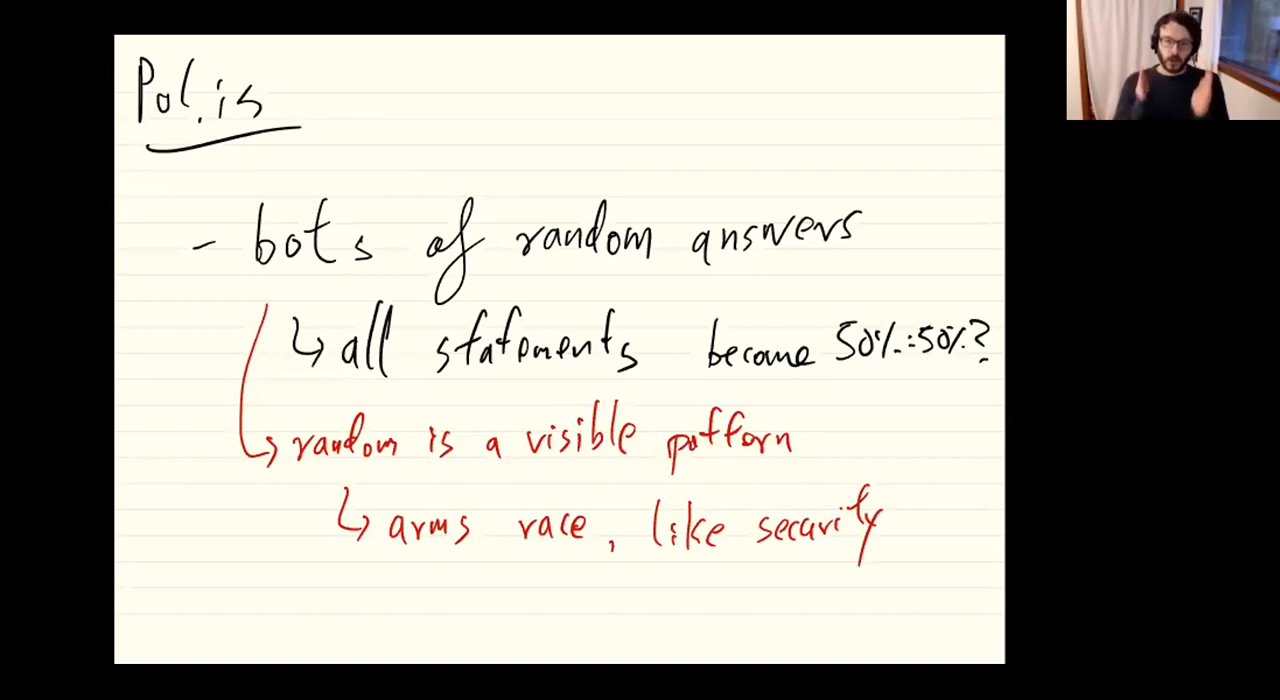 Pol.is
- bots of random answers
↳ all statements become 50%:50%?
↳ random is a visible pattern
↳ arms race, like security